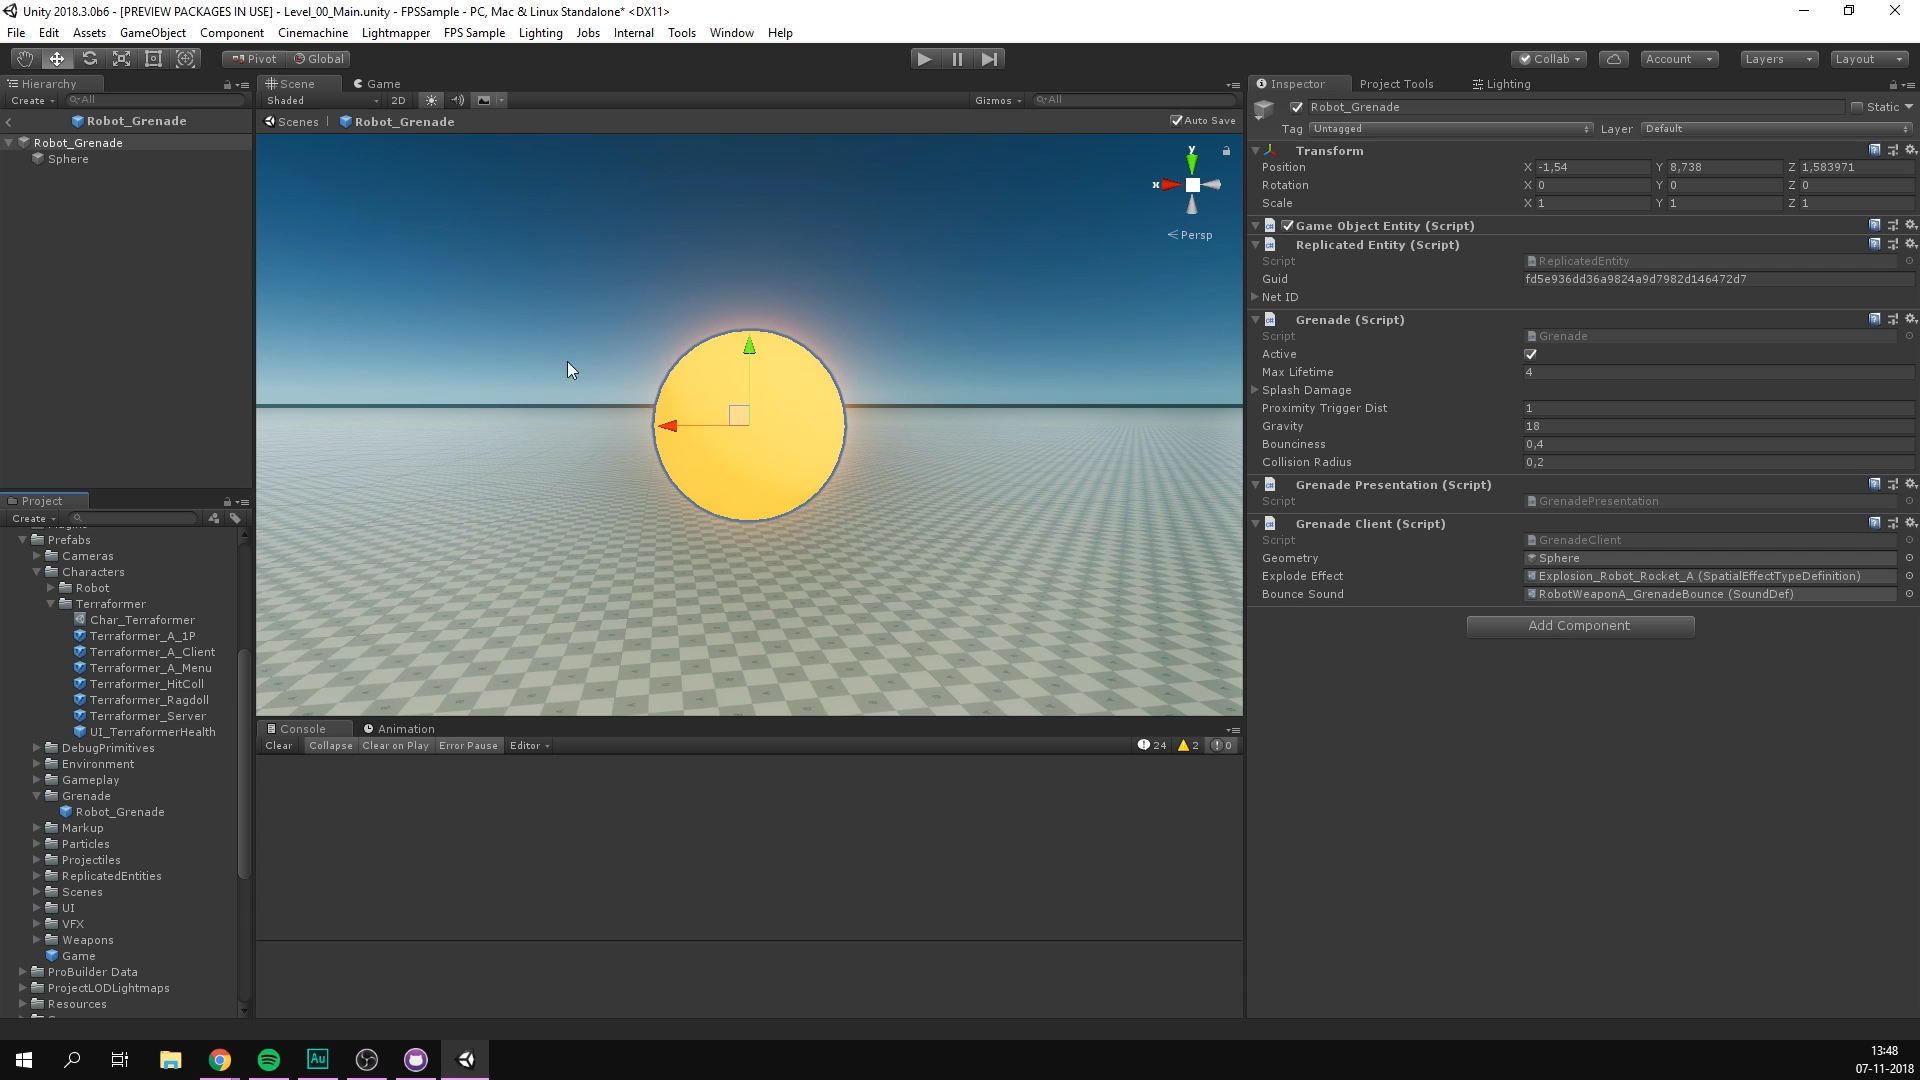 Unity 2018.3.0b6 - [PREVIEW PACKAGES IN USE] - Level_00_Main.unity - FPSSample - PC, Mac & Linux Standalone* <DX11>
File Edit Assets GameObject Component Cinemachine Lightmapper FPS Sample Lighting Jobs Internal Tools Window Help
Pivot Global Collab Account Layers Layout
Hierarchy
Create All
Robot_Grenade
Robot_Grenade
Sphere
Scene Game
Shaded 2D Gizmos All
Scenes Robot_Grenade Auto Save
y
x
Persp
Project
Create
Prefabs
Cameras
Characters
Robot
Terraformer
Char_Terraformer
Terraformer_A_1P
Terraformer_A_Client
Terraformer_A_Menu
Terraformer_HitColl
Terraformer_Ragdoll
Terraformer_Server
UI_TerraformerHealth
DebugPrimitives
Environment
Gameplay
Grenade
Robot_Grenade
Markup
Particles
Projectiles
ReplicatedEntities
Scenes
UI
VFX
Weapons
Game
ProBuilder Data
ProjectLODLightmaps
Resources
Console Animation
Clear Collapse Clear on Play Error Pause Editor 24 2 0
Inspector Project Tools Lighting
Robot_Grenade Static
Tag Untagged Layer Default
Transform
Position X -1,54 Y 8,738 Z 1,583971
Rotation X 0 Y 0 Z 0
Scale X 1 Y 1 Z 1
Game Object Entity (Script)
Replicated Entity (Script)
Script ReplicatedEntity
Guid fd5e936dd36a9824a9d7982d146472d7
Net ID
Grenade (Script)
Script Grenade
Active
Max Lifetime 4
Splash Damage
Proximity Trigger Dist 1
Gravity 18
Bounciness 0,4
Collision Radius 0,2
Grenade Presentation (Script)
Script GrenadePresentation
Grenade Client (Script)
Script GrenadeClient
Geometry Sphere
Explode Effect Explosion_Robot_Rocket_A (SpatialEffectTypeDefinition)
Bounce Sound RobotWeaponA_GrenadeBounce (SoundDef)
Add Component
Au
13:48
07-11-2018